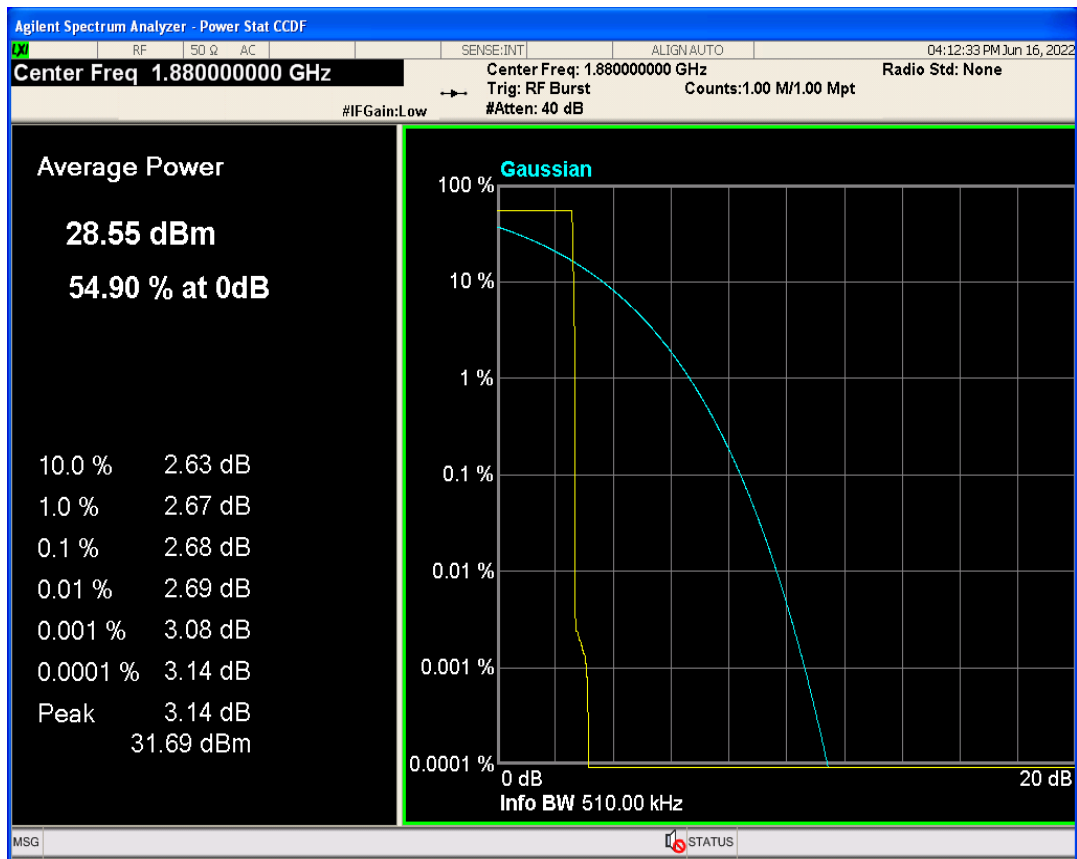 Agilent Spectrum Analyzer - Power Stat CCDF
LXI RF 50 Ω AC SENSE:INT ALIGN AUTO 04:12:33 PM Jun 16, 2022
Center Freq 1.880000000 GHz
#IFGain:Low
Center Freq: 1.880000000 GHz Radio Std: None
Trig: RF Burst Counts:1.00 M/1.00 Mpt
#Atten: 40 dB
Average Power
28.55 dBm
54.90 % at 0dB
10.0 % 2.63 dB
1.0 % 2.67 dB
0.1 % 2.68 dB
0.01 % 2.69 dB
0.001 % 3.08 dB
0.0001 % 3.14 dB
Peak 3.14 dB
31.69 dBm
Gaussian
100 %
10 %
1 %
0.1 %
0.01 %
0.001 %
0.0001 %
0 dB 20 dB
Info BW 510.00 kHz
MSG STATUS